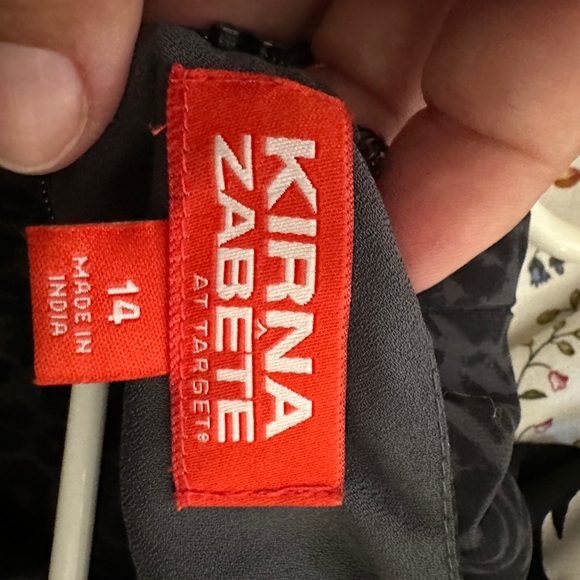 KIRNA
ZABÊTE
AT TARGET®
14
MADE IN
INDIA